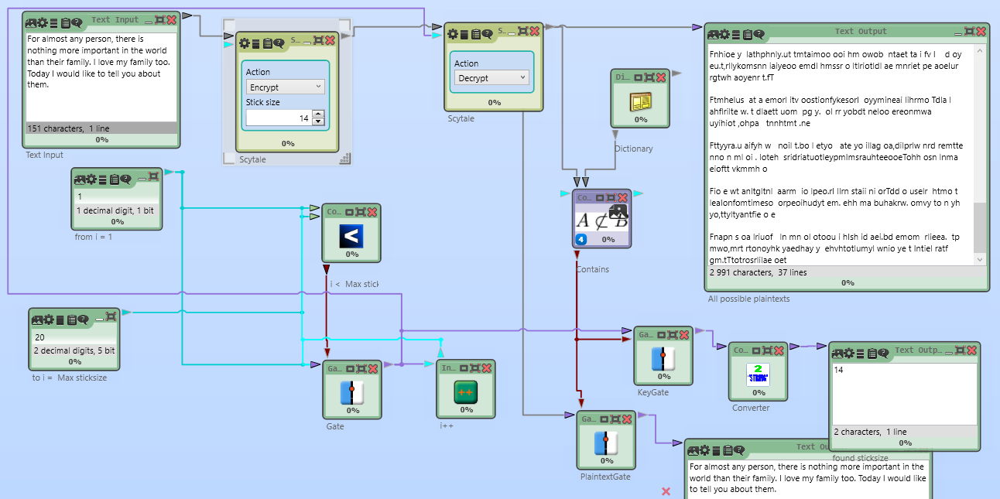 Text Input
For almost any person, there is
nothing more important in the world
than their family. I love my family too.
Today I would like to tell you about
them.
151 characters, 1 line
0%
Text Input
S...
Action
Encrypt
Stick size
14
0%
Scytale
S...
Action
Decrypt
0%
Scytale
Di...
0%
Dictionary
Text Output
Fnhioe y lathphnly.ut tmtaimoo ooi hm owob ntaet ta i fv l d oy
eu.t,rllykomsnn iaiyeoo emdl hmssr o ltlriotldl ae mnriet pe aoelur
rgtwh aoyenr t.fT
Ftmhelus at a emorl itv oostionfykesorl oyymineai lihrmo Tdla l
ahflrilte w. t dlaett uom pg y. ol rr yobdt neloo ereonmwa
uyihiot ,ohpa tnnhtmt .ne
Fttyyra.u aifyh w noil t.bo l etyo ate yo illag oa,dilprlw nrd remtte
nno n ml oi . loteh sridriatuotleypmlmsrauhteeooeTohh osn lnma
eioftt vkmmh o
Fio e wt anltgltnl aarm io lpeo.rl llrn staii ni orTdd o uselr htmo t
lealonfomtimeso orpeoihudyt em. ehh ma buhakrw. omvy to n yh
yo,ttyltyantfie o e
Fnapn s oa lriuof ln mn ol otoou i hlsh id aei.bd emom rlieea. tp
mwo,mrt rtonoyhk yaedhay y ehvhtotlumyl wnio ye t lntiel ratf
gm.tTtotrosrlilae oet
2 991 characters, 37 lines
0%
All possible plaintexts
1
1 decimal digit, 1 bit
0%
from i = 1
Co...
<
0%
i < Max stick
Co...
A ⊄ B
4
0%
Contains
20
2 decimal digits, 5 bit
0%
to i = Max sticksize
Ga...
0%
Gate
In...
++
0%
i++
Ga...
0%
KeyGate
Co...
2
"STRING"
0%
Converter
Text Outp...
14
2 characters, 1 line
0%
found sticksize
Ga...
0%
PlaintextGate
Text Ou
For almost any person, there is nothing more important in the
world than their family. I love my family too. Today I would like
to tell you about them.